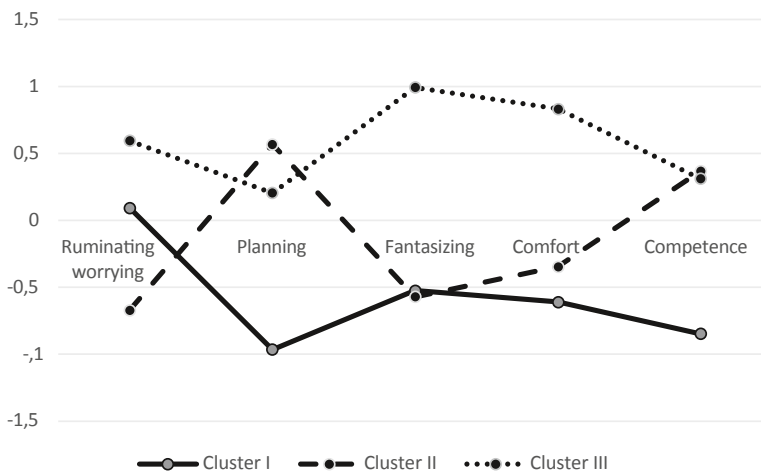 1,5
1
0,5
0
Ruminating worrying
Planning
Fantasizing
Comfort
Competence
-0,5
-,1
-1,5
Cluster I
Cluster II
Cluster III